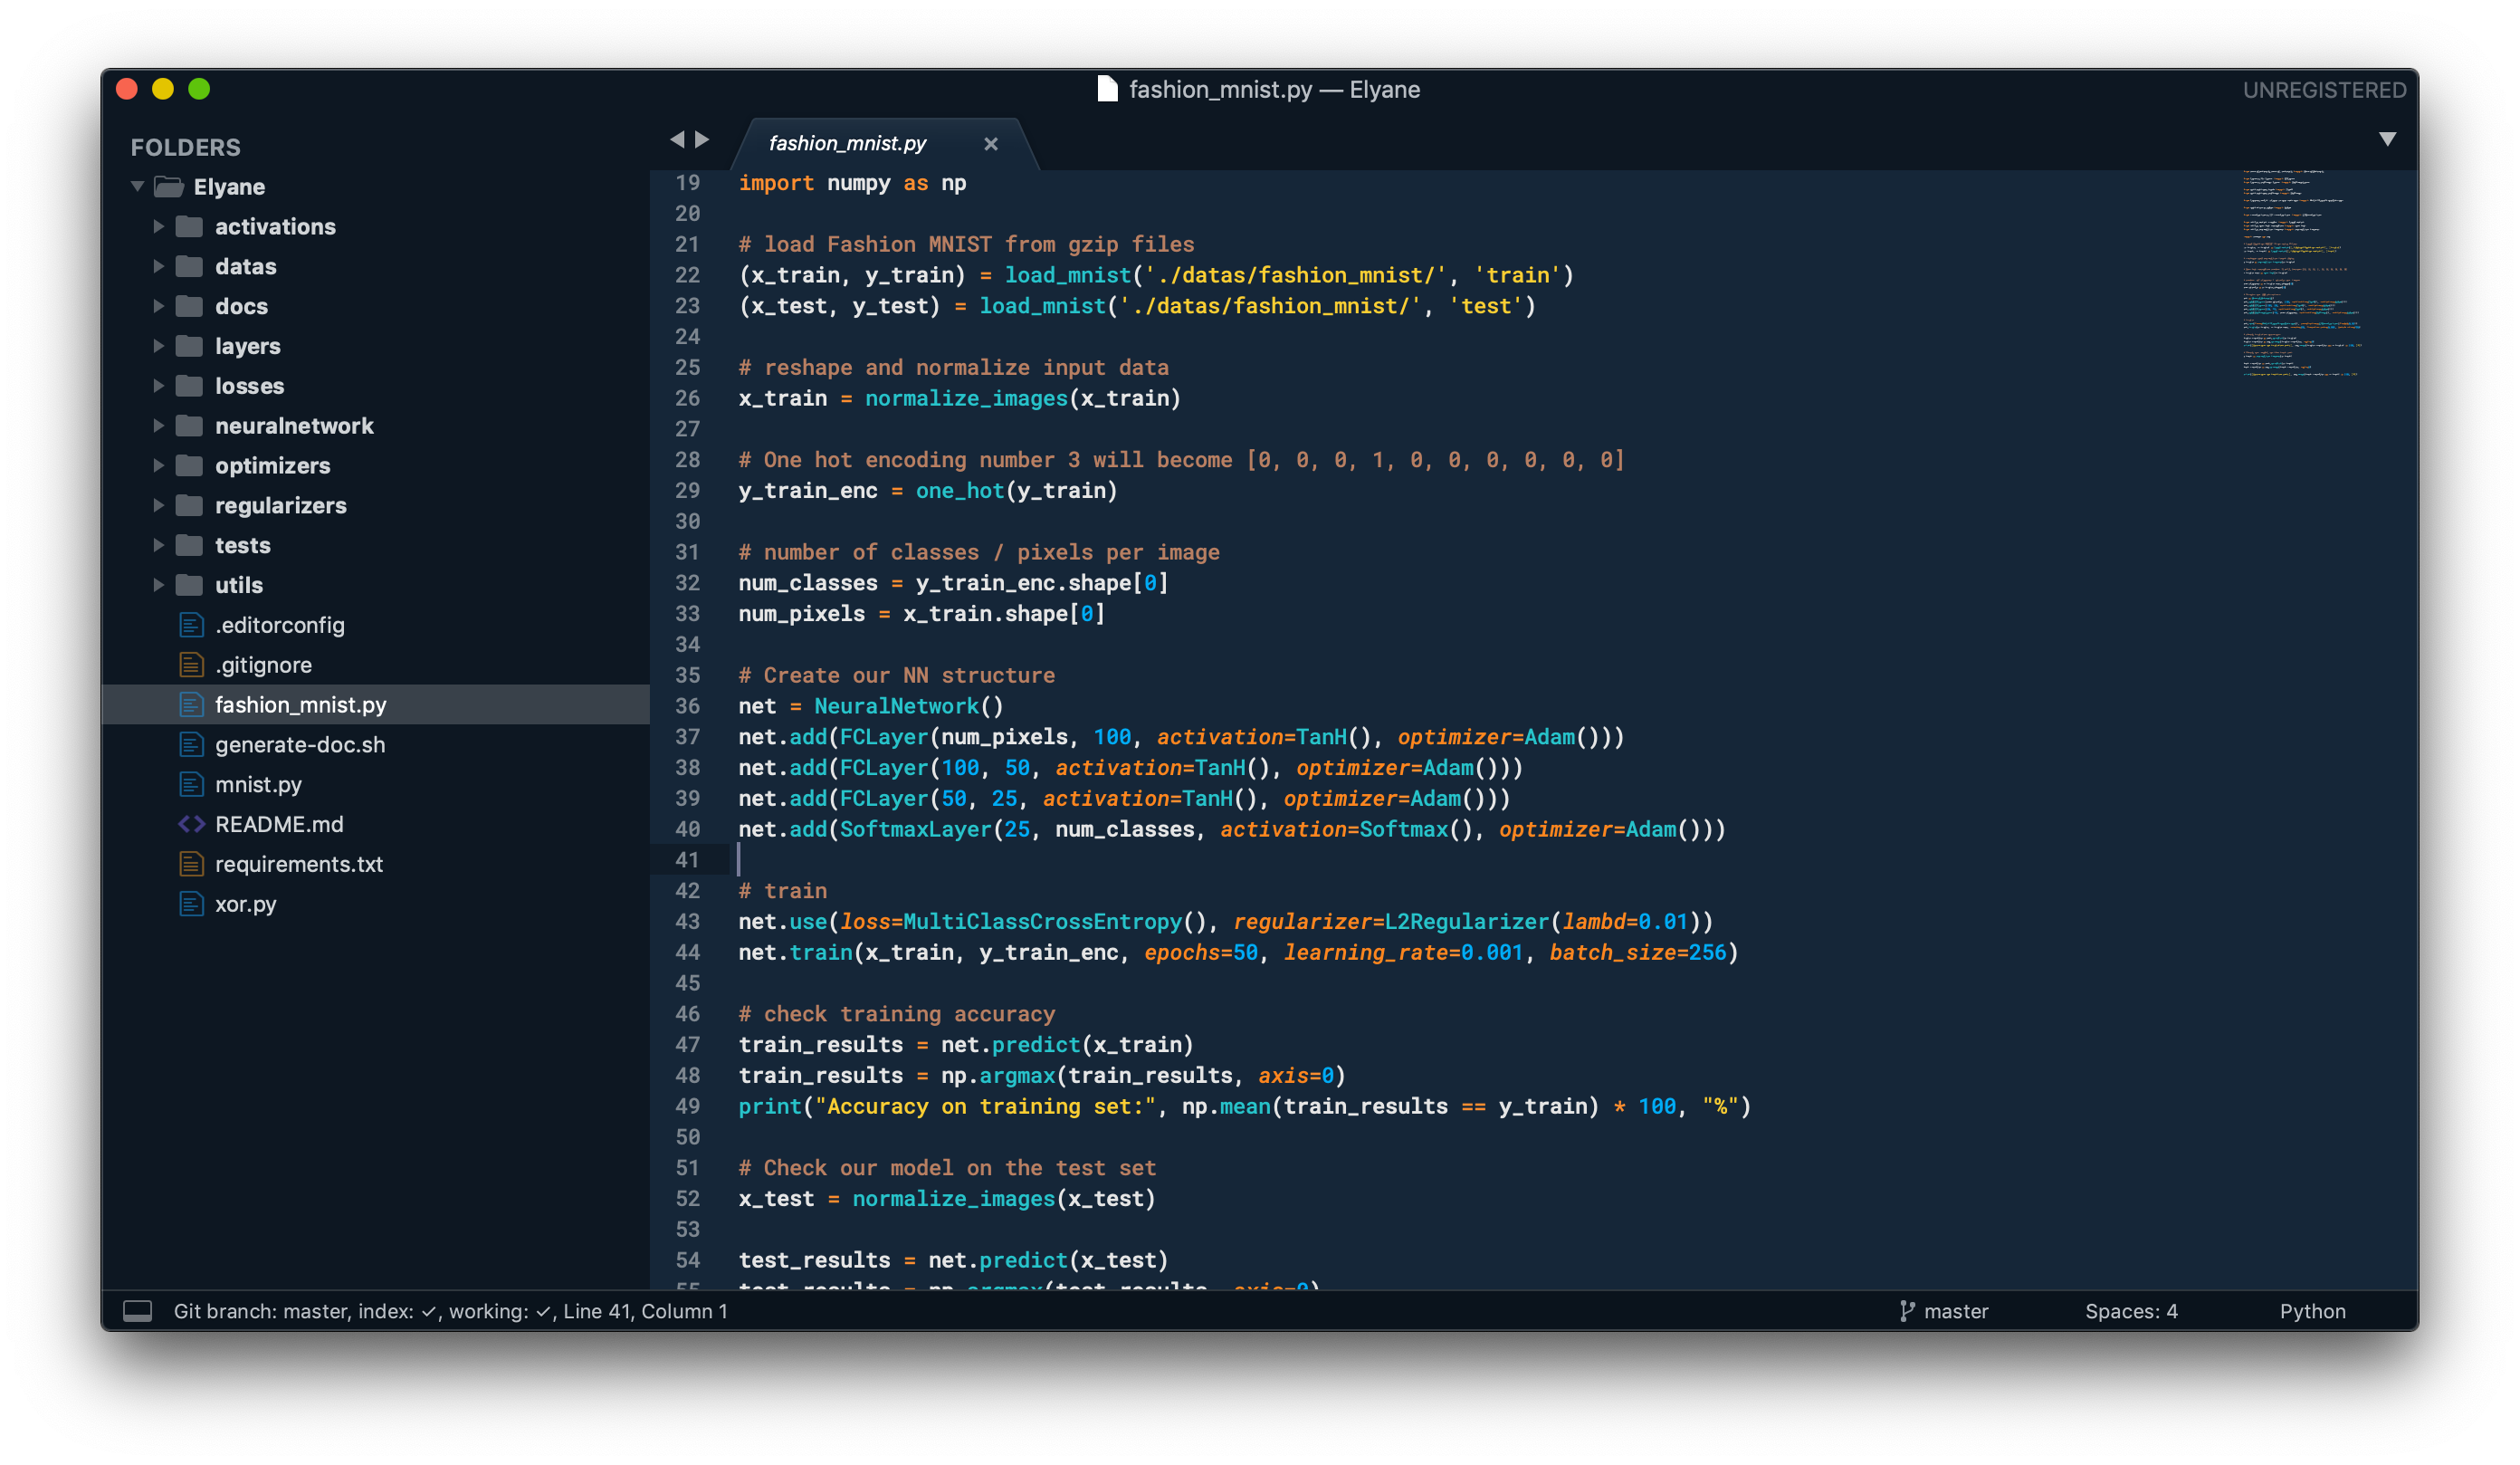 fashion_mnist.py — Elyane
UNREGISTERED
FOLDERS
Elyane
activations
datas
docs
layers
losses
neuralnetwork
optimizers
regularizers
tests
utils
.editorconfig
.gitignore
fashion_mnist.py
generate-doc.sh
mnist.py
README.md
requirements.txt
xor.py
fashion_mnist.py
19 import numpy as np
20
21 # load Fashion MNIST from gzip files
22 (x_train, y_train) = load_mnist('./datas/fashion_mnist/', 'train')
23 (x_test, y_test) = load_mnist('./datas/fashion_mnist/', 'test')
24
25 # reshape and normalize input data
26 x_train = normalize_images(x_train)
27
28 # One hot encoding number 3 will become [0, 0, 0, 1, 0, 0, 0, 0, 0, 0]
29 y_train_enc = one_hot(y_train)
30
31 # number of classes / pixels per image
32 num_classes = y_train_enc.shape[0]
33 num_pixels = x_train.shape[0]
34
35 # Create our NN structure
36 net = NeuralNetwork()
37 net.add(FCLayer(num_pixels, 100, activation=TanH(), optimizer=Adam()))
38 net.add(FCLayer(100, 50, activation=TanH(), optimizer=Adam()))
39 net.add(FCLayer(50, 25, activation=TanH(), optimizer=Adam()))
40 net.add(SoftmaxLayer(25, num_classes, activation=Softmax(), optimizer=Adam()))
41
42 # train
43 net.use(loss=MultiClassCrossEntropy(), regularizer=L2Regularizer(lambd=0.01))
44 net.train(x_train, y_train_enc, epochs=50, learning_rate=0.001, batch_size=256)
45
46 # check training accuracy
47 train_results = net.predict(x_train)
48 train_results = np.argmax(train_results, axis=0)
49 print("Accuracy on training set:", np.mean(train_results == y_train) * 100, "%")
50
51 # Check our model on the test set
52 x_test = normalize_images(x_test)
53
54 test_results = net.predict(x_test)
55 test_results = np.argmax(test_results, axis=0)
Git branch: master, index: ✓, working: ✓, Line 41, Column 1
master
Spaces: 4
Python